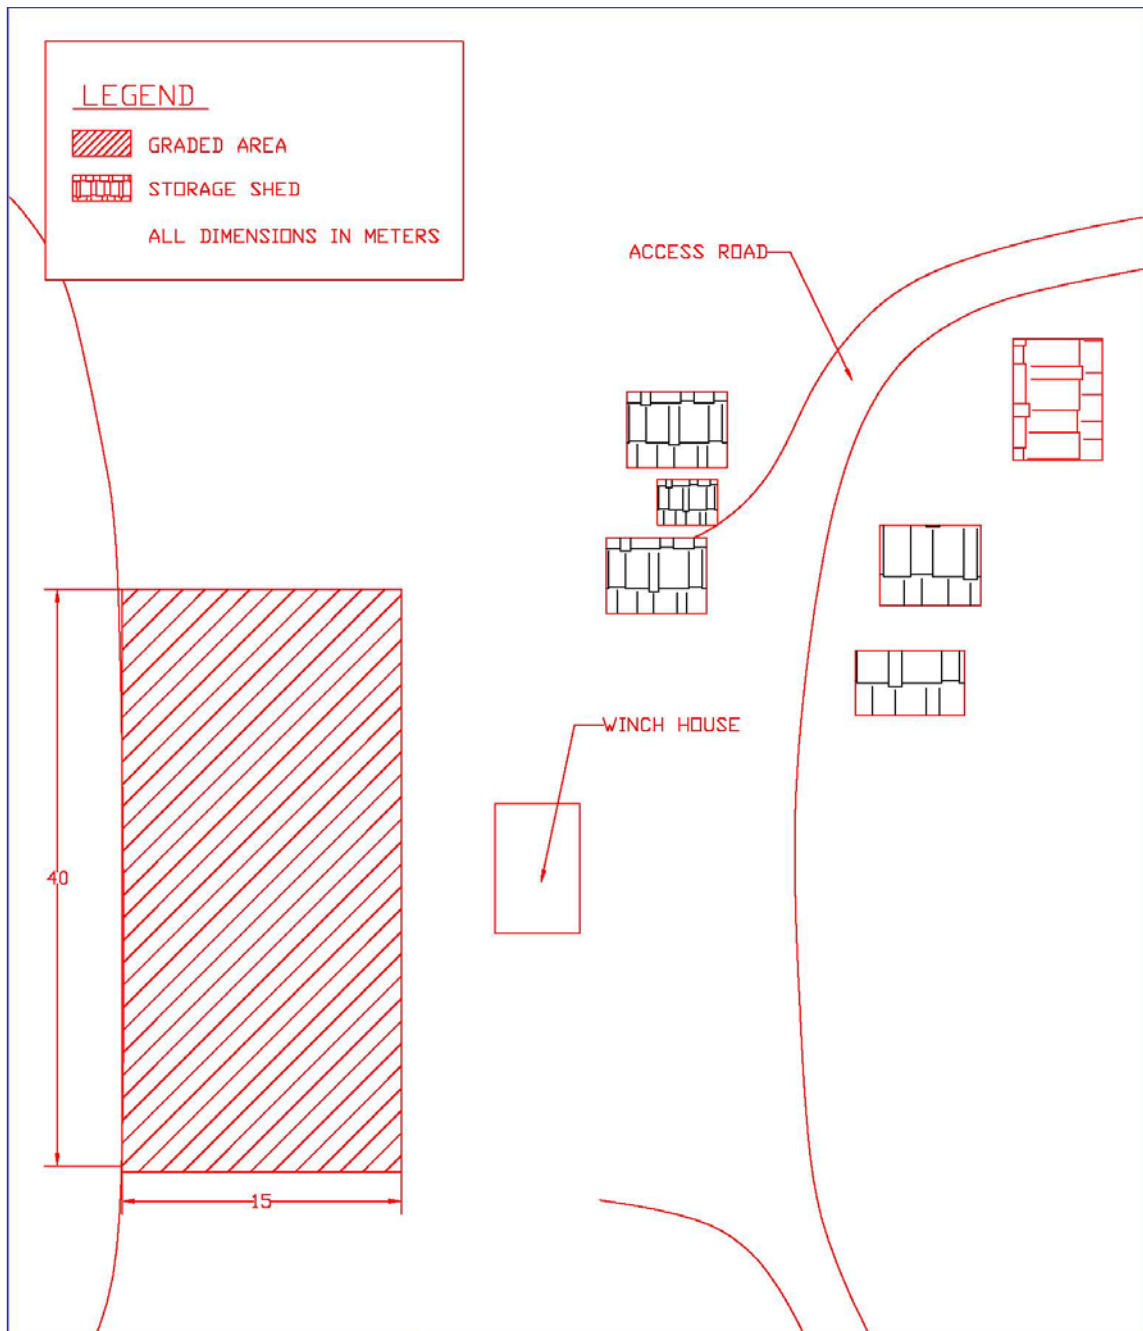 LEGEND
GRADED AREA
STORAGE SHED
ALL DIMENSIONS IN METERS
ACCESS ROAD
WINCH HOUSE
40
15